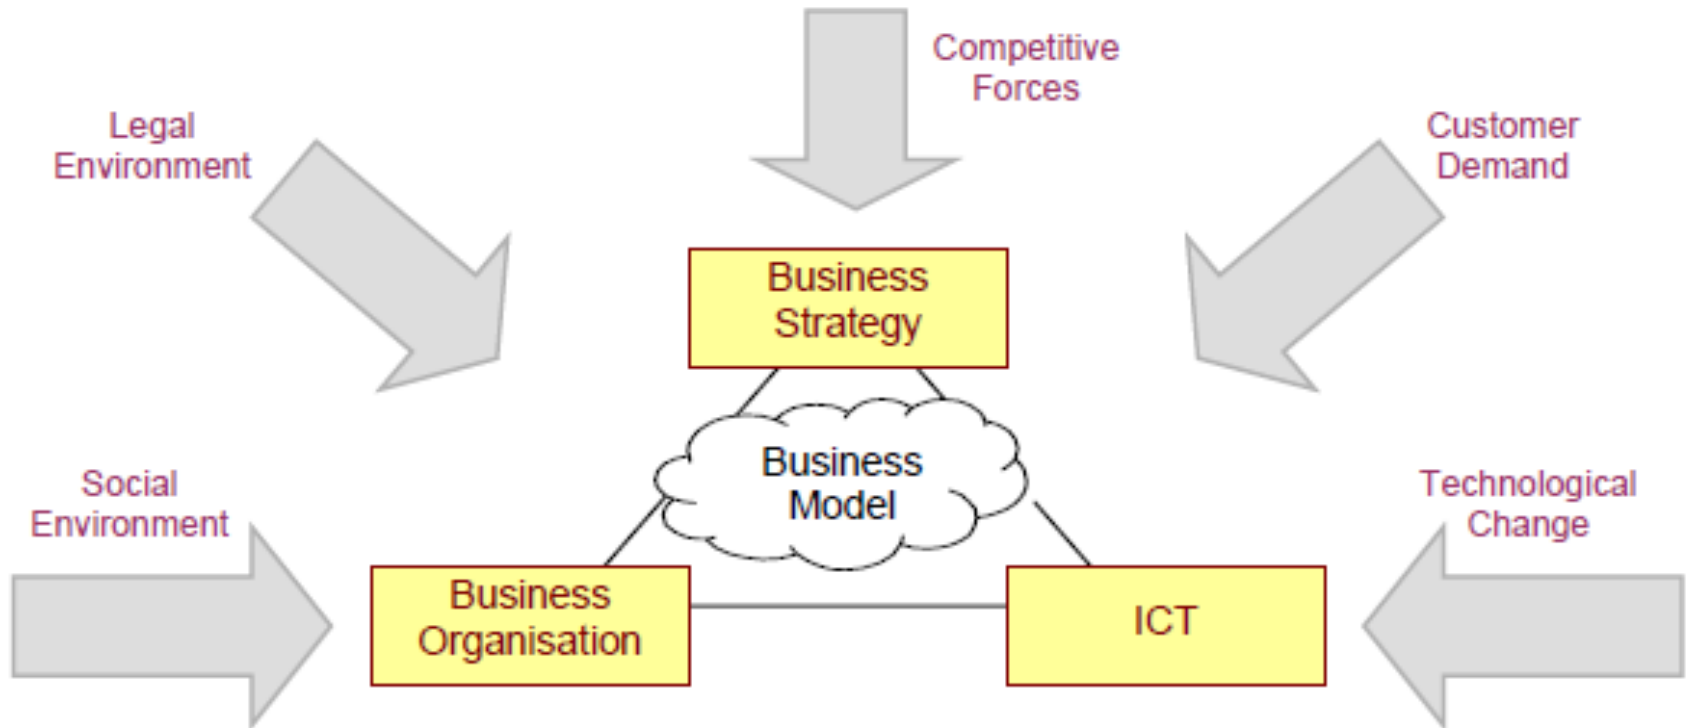 Competitive
Forces
Legal
Environment
Customer
Demand
Business
Strategy
Business
Model
Social
Environment
Technological
Change
Business
Organisation
ICT